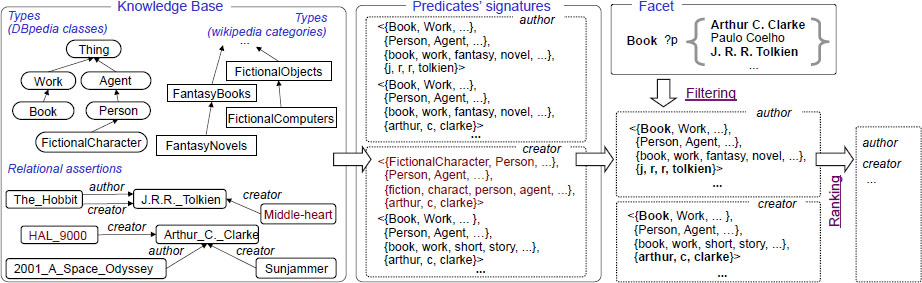 Knowledge Base
Types
(DBpedia classes)
Types
(wikipedia categories)
...
Thing
Work
Agent
Book
Person
FictionalCharacter
FictionalObjects
FantasyBooks
FictionalComputers
FantasyNovels
Relational assertions
author
The_Hobbit
J.R.R._Tolkien
creator
creator
Middle-heart
HAL_9000
creator
Arthur_C._Clarke
author
creator
2001_A_Space_Odyssey
Sunjammer
Predicates' signatures
author
<{Book, Work, ...},
{Person, Agent, ...},
{book, work, fantasy, novel, ...},
{j, r, r, tolkien}>
<{Book, Work, ...},
{Person, Agent, ...},
{book, work, fantasy, novel, ...},
{arthur, c, clarke}>
...
creator
<{FictionalCharacter, Person, ...},
{Person, Agent, ...},
{fiction, charact, person, agent, ...},
{arthur, c, clarke}>
<{Book, Work, ... },
{Person, Agent, ...},
{book, work, short, story, ...},
{arthur, c, clarke}>
...
Facet
Book ?p
Arthur C. Clarke
Paulo Coelho
J. R. R. Tolkien
...
Filtering
author
<{Book, Work, ...},
{Person, Agent, ...},
{book, work, fantasy, novel, ...},
{j, r, r, tolkien}>
...
creator
<{Book, Work, ... },
{Person, Agent, ...},
{book, work, short, story, ...},
{arthur, c, clarke}>
...
Ranking
author
creator
...